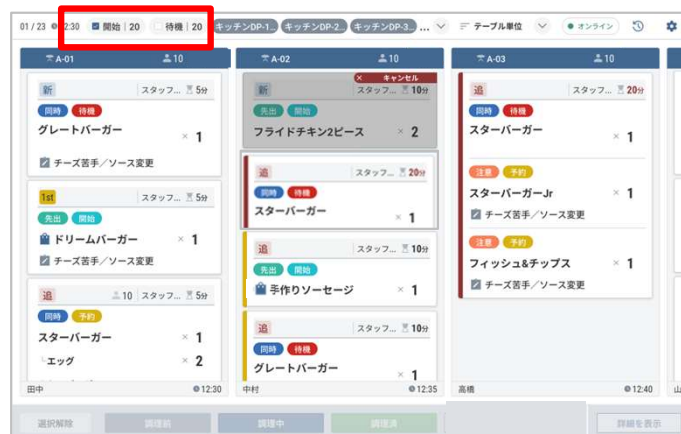 01 / 23 12:30 開始 | 20 待機 | 20 キッチンDP-1... キッチンDP-2... キッチンDP-3... ... テーブル単位 オンライン
A-01 10
新 スタッフ... 5分
同時 待機
グレートバーガー × 1
チーズ苦手／ソース変更
1st スタッフ... 5分
先出 開始
ドリームバーガー × 1
チーズ苦手／ソース変更
追 10 スタッフ... 5分
同時 予約
スターバーガー × 1
└エッグ × 2
田中 12:30
A-02 10
× キャンセル
新 スタッフ... 10分
先出 開始
フライドチキン2ピース × 2
追 スタッフ... 20分
同時 待機
スターバーガー × 1
追 スタッフ... 10分
先出 開始
手作りソーセージ × 1
追 スタッフ... 10分
同時 待機
グレートバーガー × 1
中村 12:35
A-03 10
追 スタッフ... 20分
同時 待機
スターバーガー × 1
注意 予約
スターバーガーJr × 1
チーズ苦手／ソース変更
注意 予約
フィッシュ&チップス × 1
チーズ苦手／ソース変更
高橋 12:40
山
選択解除 調理前 調理中 調理済 詳細を表示